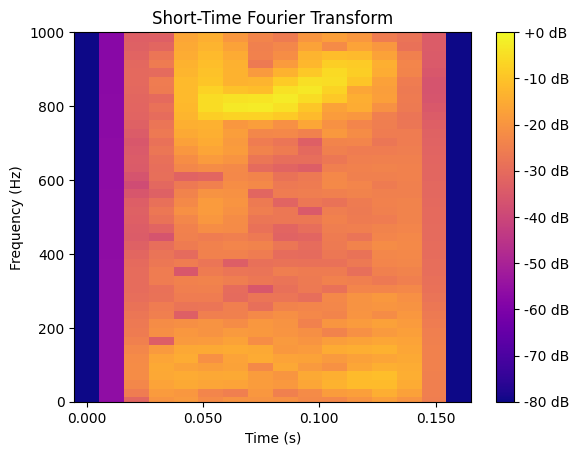 Short-Time Fourier Transform
1000
800
600
400
200
0
Frequency (Hz)
0.000
0.050
0.100
0.150
Time (s)
+0 dB
-10 dB
-20 dB
-30 dB
-40 dB
-50 dB
-60 dB
-70 dB
-80 dB